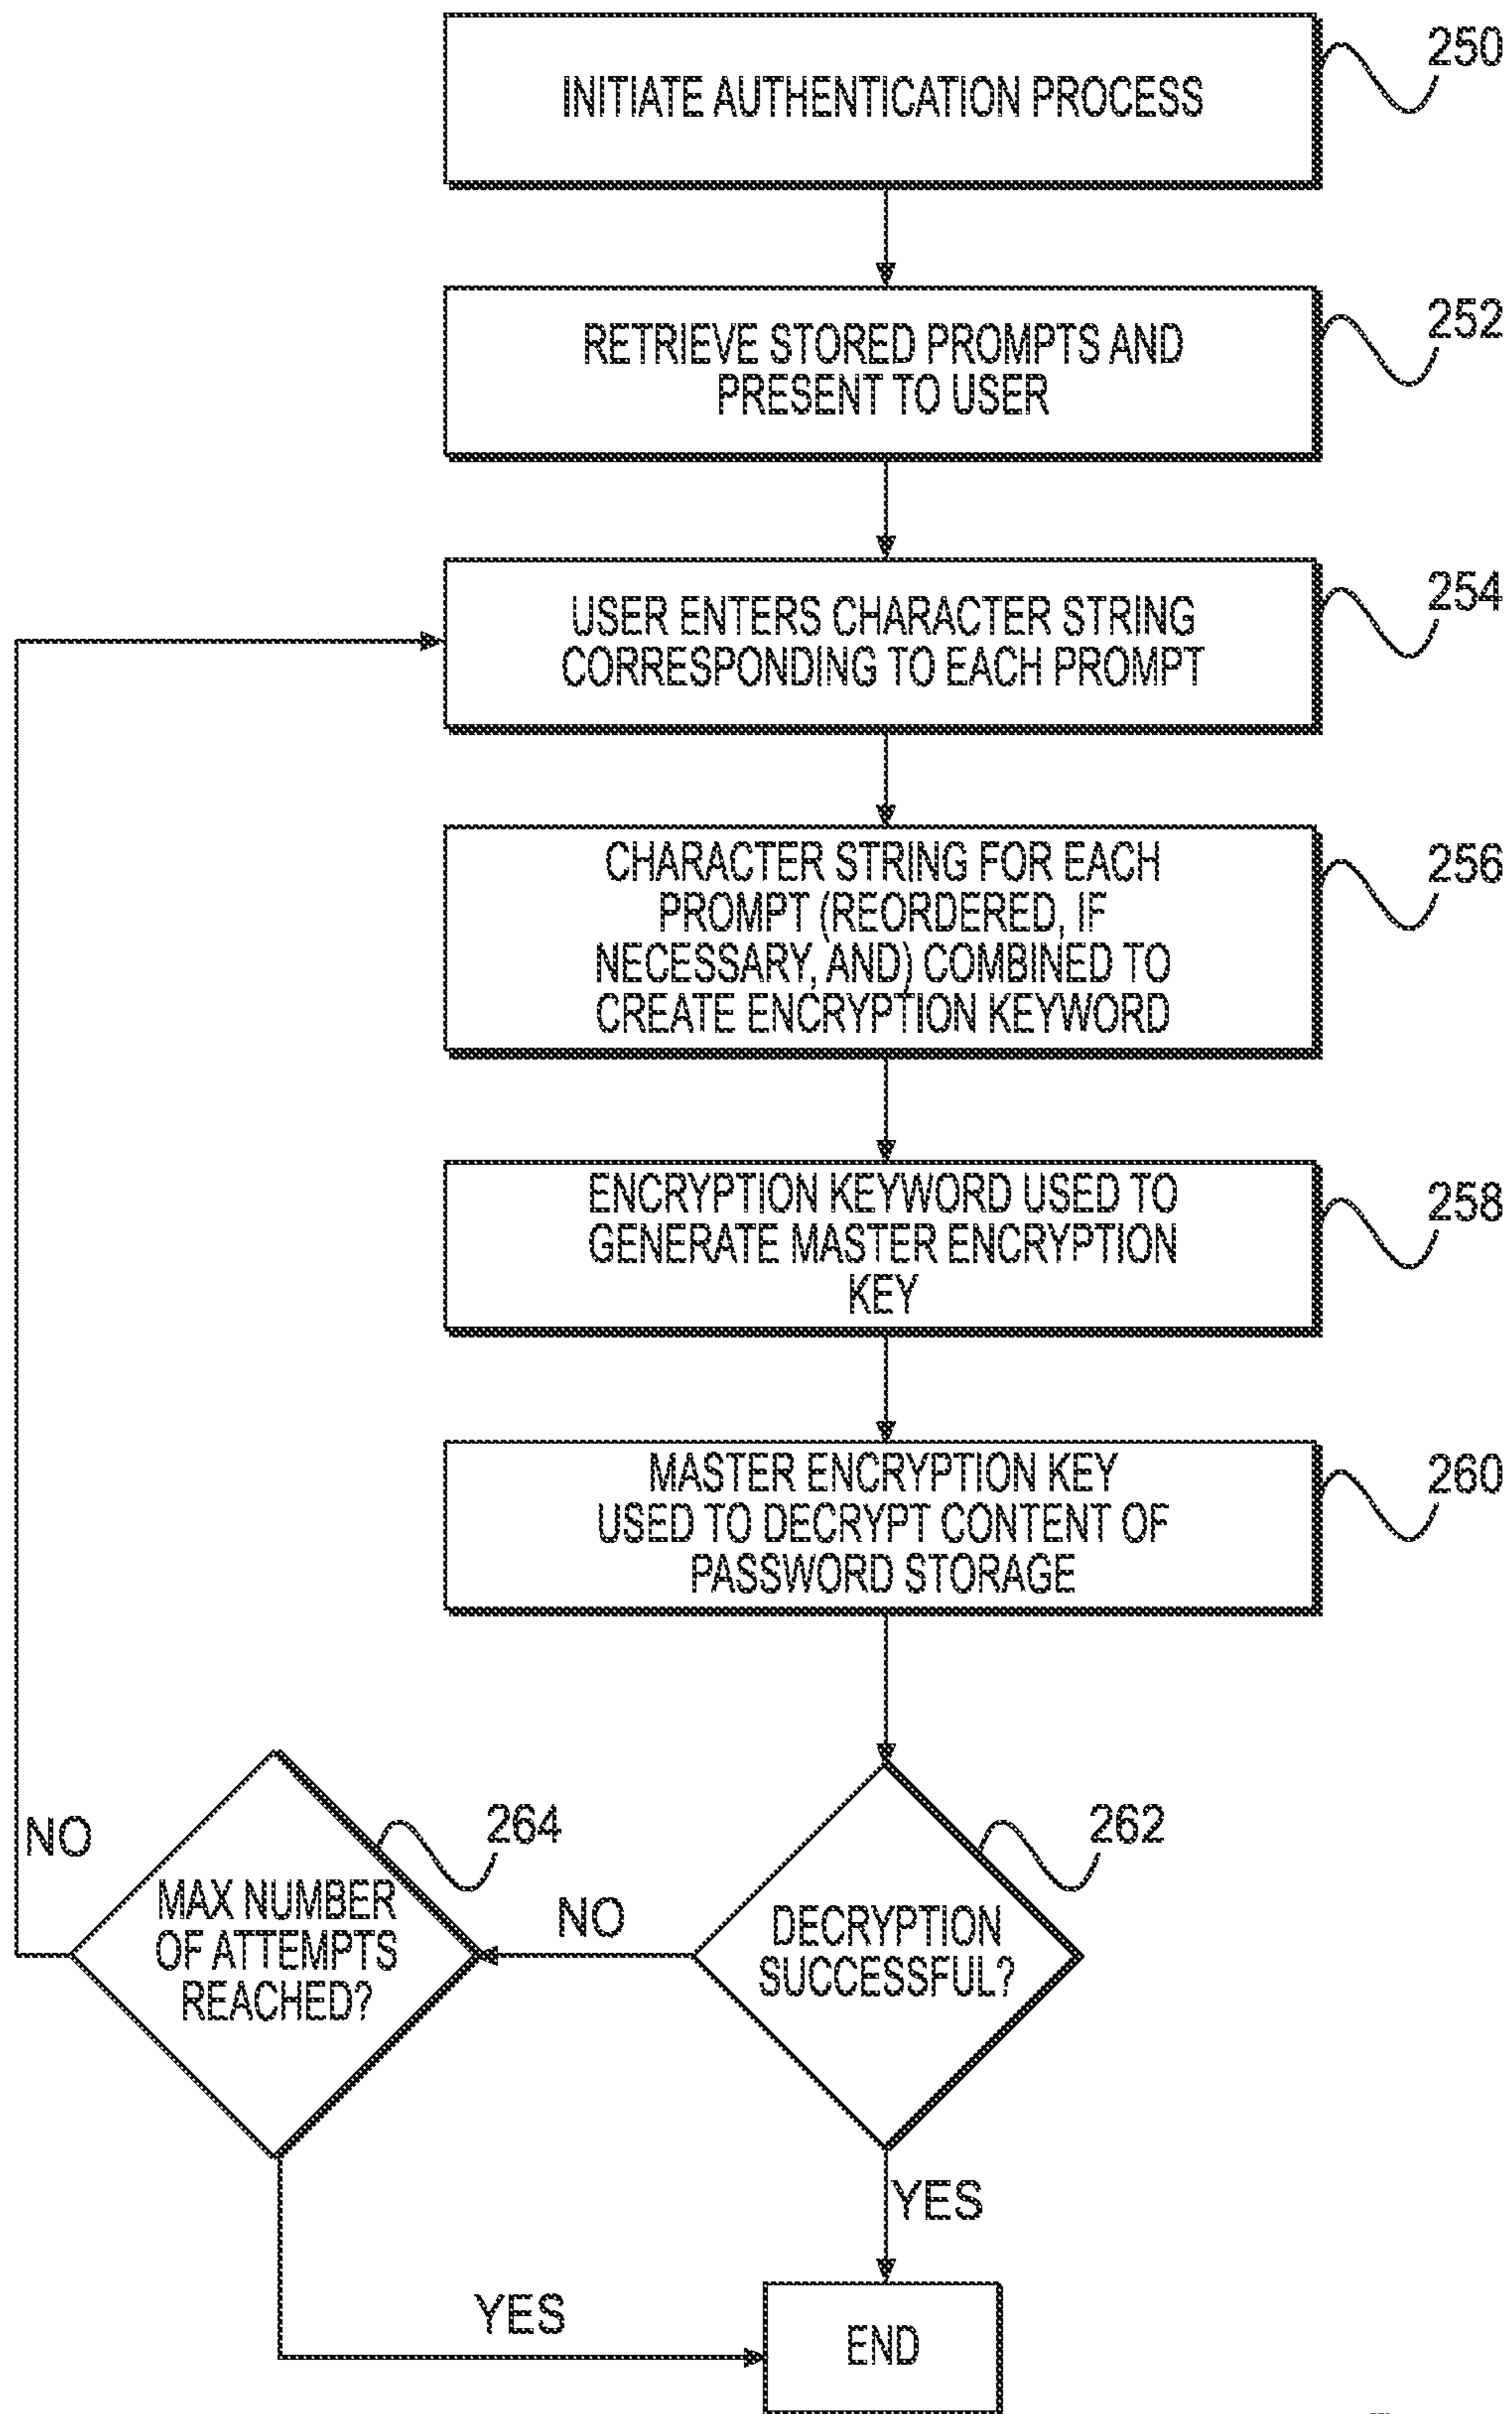 INITIATE AUTHENTICATION PROCESS
250
RETRIEVE STORED PROMPTS AND
PRESENT TO USER
252
USER ENTERS CHARACTER STRING
CORRESPONDING TO EACH PROMPT
254
CHARACTER STRING FOR EACH
PROMPT (REORDERED, IF
NECESSARY, AND) COMBINED TO
CREATE ENCRYPTION KEYWORD
256
ENCRYPTION KEYWORD USED TO
GENERATE MASTER ENCRYPTION
KEY
258
MASTER ENCRYPTION KEY
USED TO DECRYPT CONTENT OF
PASSWORD STORAGE
260
NO
264
MAX NUMBER
OF ATTEMPTS
REACHED?
NO
262
DECRYPTION
SUCCESSFUL?
YES
YES
END